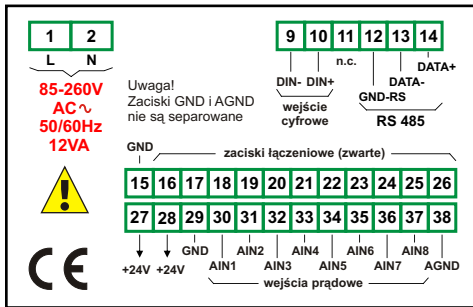 1 2
L N
85-260V
AC∿
50/60Hz
12VA
Uwaga!
Zaciski GND i AGND
nie są separowane
9 10 11 12 13 14
DIN- DIN+ n.c. GND-RS DATA- DATA+
wejście
cyfrowe
RS 485
GND zaciski łączeniowe (zwarte)
15 16 17 18 19 20 21 22 23 24 25 26
27 28 29 30 31 32 33 34 35 36 37 38
+24V +24V GND AIN1 AIN2 AIN3 AIN4 AIN5 AIN6 AIN7 AIN8 AGND
wejścia prądowe
CE